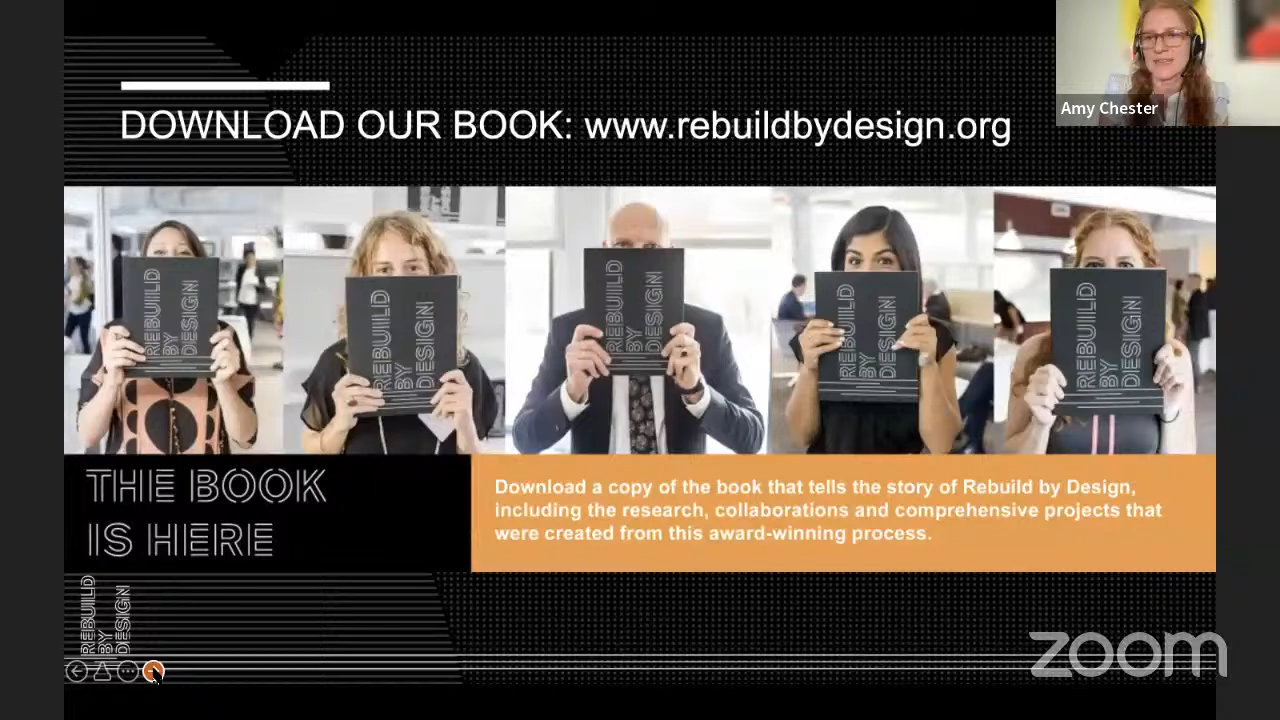 Amy Chester
DOWNLOAD OUR BOOK: www.rebuildbydesign.org
REBUILD
BY
DESIGN
REBUILD
BY
DESIGN
REBUILD
BY
DESIGN
REBUILD
BY
DESIGN
REBUILD
BY
DESIGN
THE BOOK
IS HERE
Download a copy of the book that tells the story of Rebuild by Design,
including the research, collaborations and comprehensive projects that
were created from this award-winning process.
REBUILD
BY
DESIGN
zoom